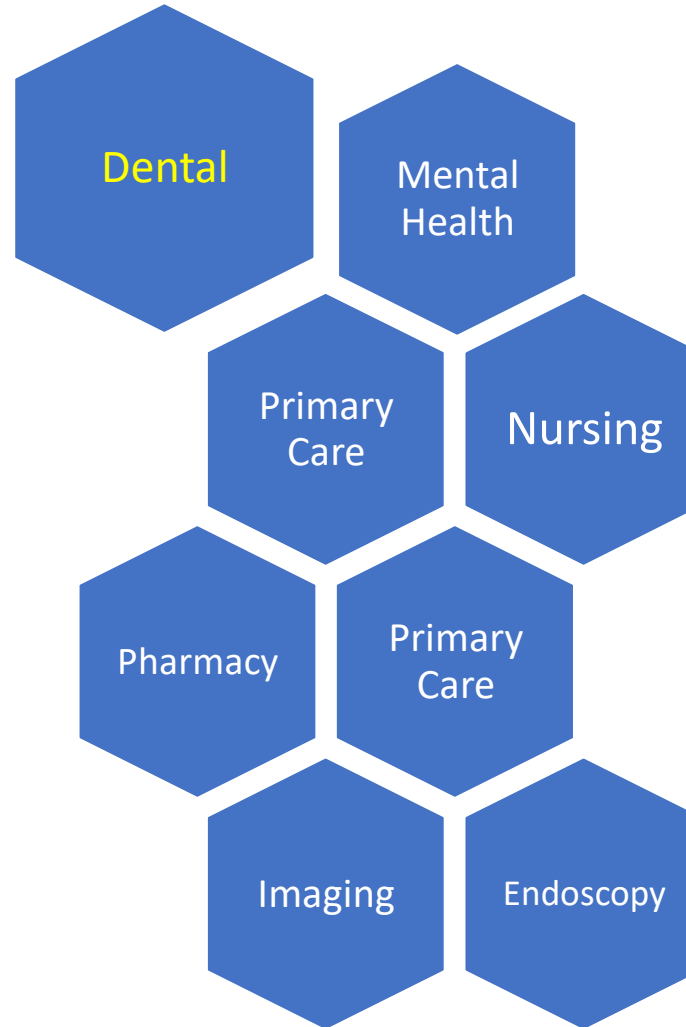 Dental
Mental
Health
Primary
Care
Nursing
Pharmacy
Primary
Care
Imaging
Endoscopy